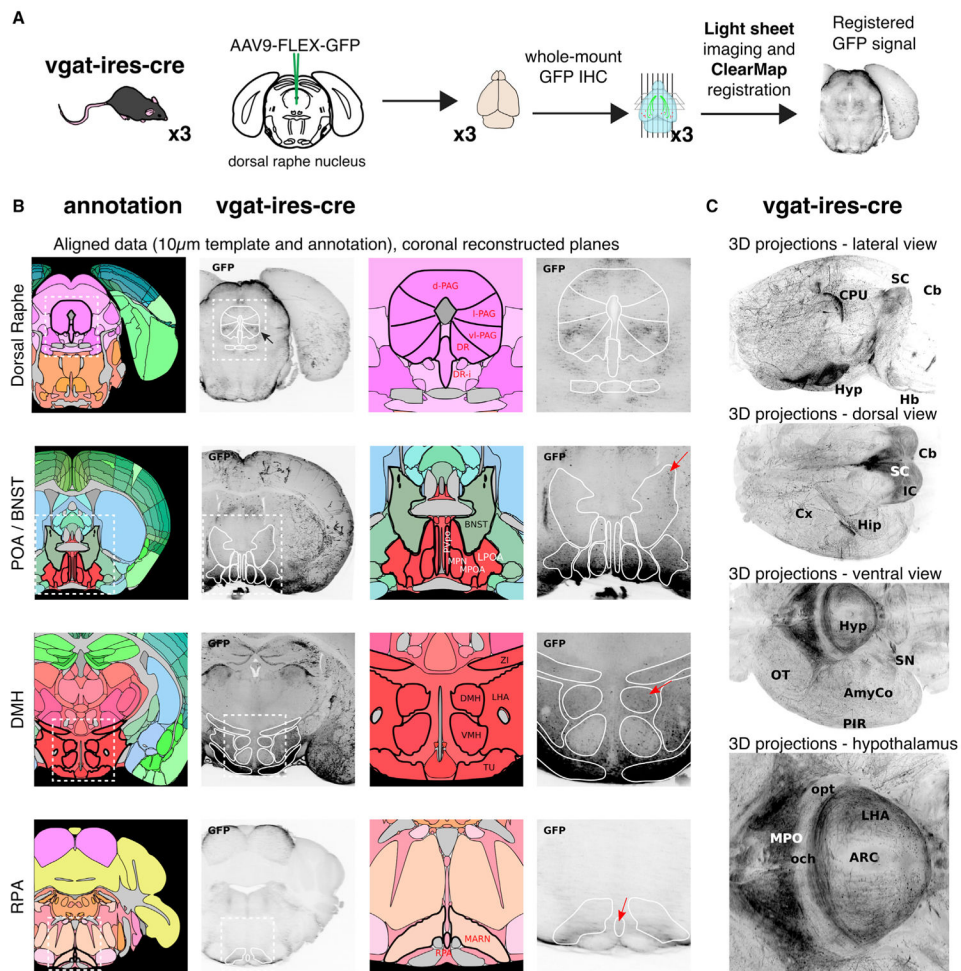 A
vgat-ires-cre
x3
AAV9-FLEX-GFP
dorsal raphe nucleus
x3
whole-mount
GFP IHC
x3
Light sheet
imaging and
ClearMap
registration
Registered
GFP signal
B annotation vgat-ires-cre
Aligned data (10µm template and annotation), coronal reconstructed planes
Dorsal Raphe
GFP
d-PAG
l-PAG
vl-PAG
DR
DR-i
GFP
POA / BNST
GFP
BNST
PVpo
LPOA
MPN
MPOA
GFP
DMH
GFP
ZI
DMH
LHA
VMH
TU
GFP
RPA
GFP
MARN
RPA
GFP
C vgat-ires-cre
3D projections - lateral view
SC
Cb
CPU
Hyp
Hb
3D projections - dorsal view
Cb
SC
IC
Cx
Hip
3D projections - ventral view
Hyp
SN
OT
AmyCo
PIR
3D projections - hypothalamus
opt
LHA
MPO
och
ARC